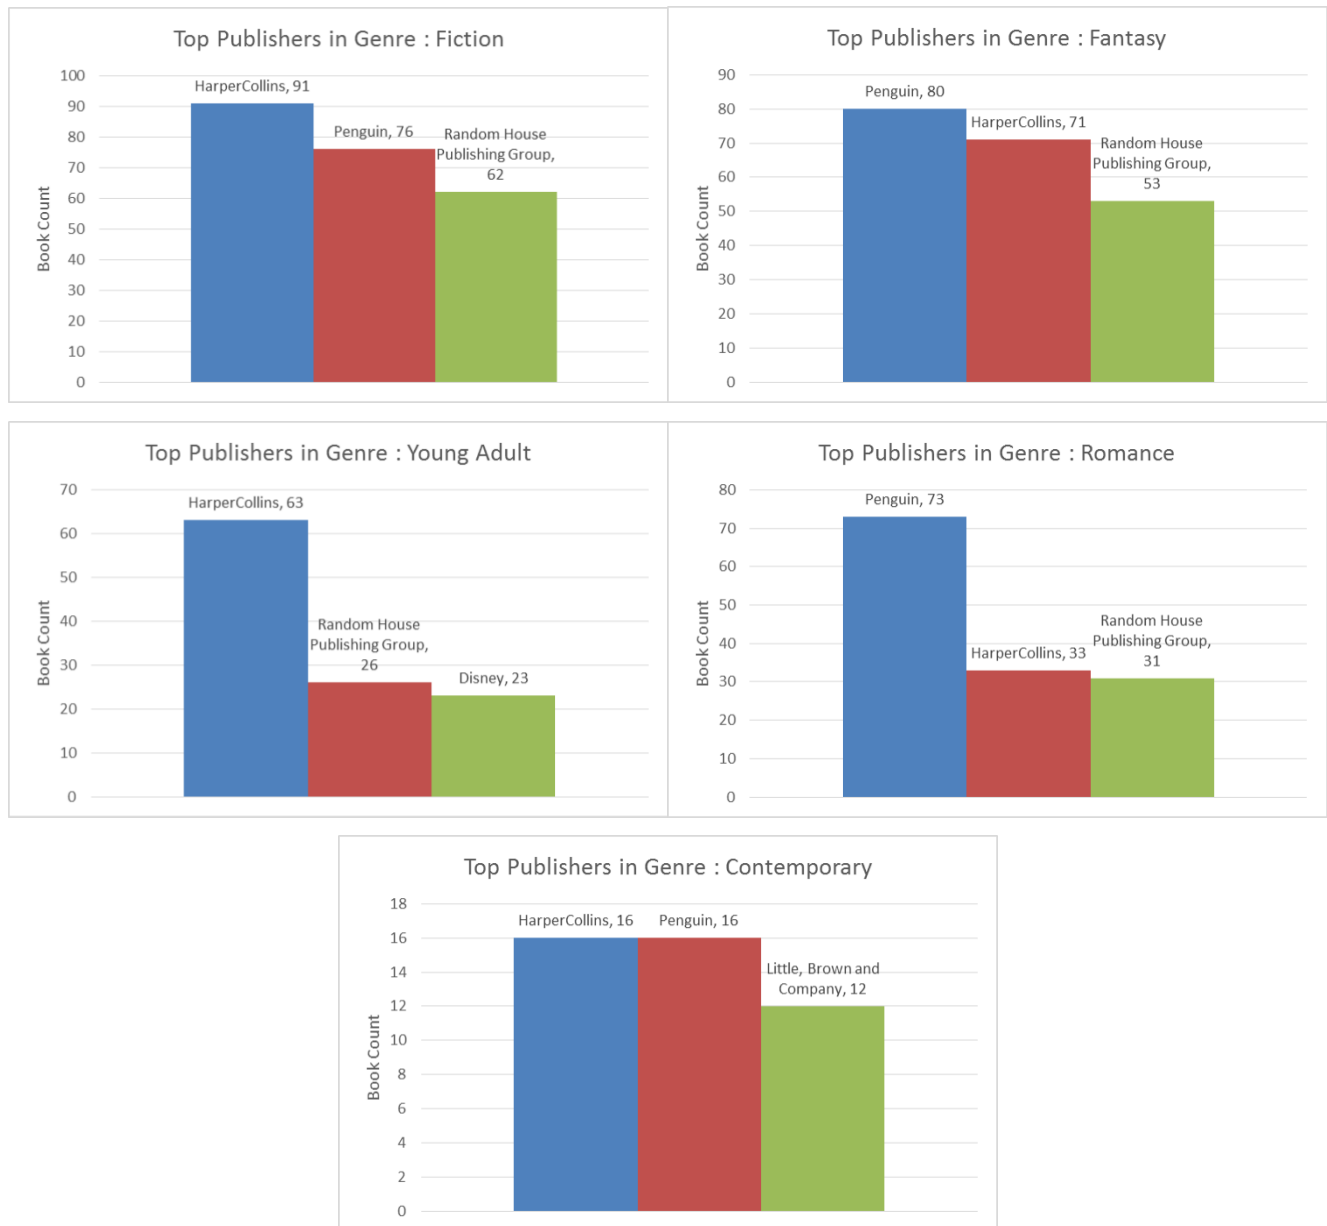 Top Publishers in Genre : Fiction
Book Count
100
90
80
70
60
50
40
30
20
10
0
HarperCollins, 91
Penguin, 76
Random House
Publishing Group,
62
Top Publishers in Genre : Fantasy
Book Count
90
80
70
60
50
40
30
20
10
0
Penguin, 80
HarperCollins, 71
Random House
Publishing Group,
53
Top Publishers in Genre : Young Adult
Book Count
70
60
50
40
30
20
10
0
HarperCollins, 63
Random House
Publishing Group,
26
Disney, 23
Top Publishers in Genre : Romance
Book Count
80
70
60
50
40
30
20
10
0
Penguin, 73
HarperCollins, 33
Random House
Publishing Group,
31
Top Publishers in Genre : Contemporary
Book Count
18
16
14
12
10
8
6
4
2
0
HarperCollins, 16
Penguin, 16
Little, Brown and
Company, 12